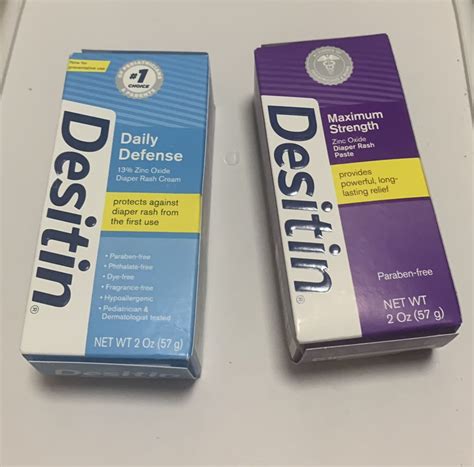 New for
preventative use
#1
CHOICE
Desitin®
Daily
Defense
13% Zinc Oxide
Diaper Rash Cream
protects against
diaper rash from
the first use
• Paraben-free
• Phthalate-free
• Dye-free
• Fragrance-free
• Hypoallergenic
• Pediatrician &
Dermatologist tested
NET WT 2 Oz (57 g)
Desitin
Desitin®
Maximum
Strength
Zinc Oxide
Diaper Rash
Paste
provides
powerful, long-
lasting relief
Paraben-free
NET WT
2 Oz (57 g)